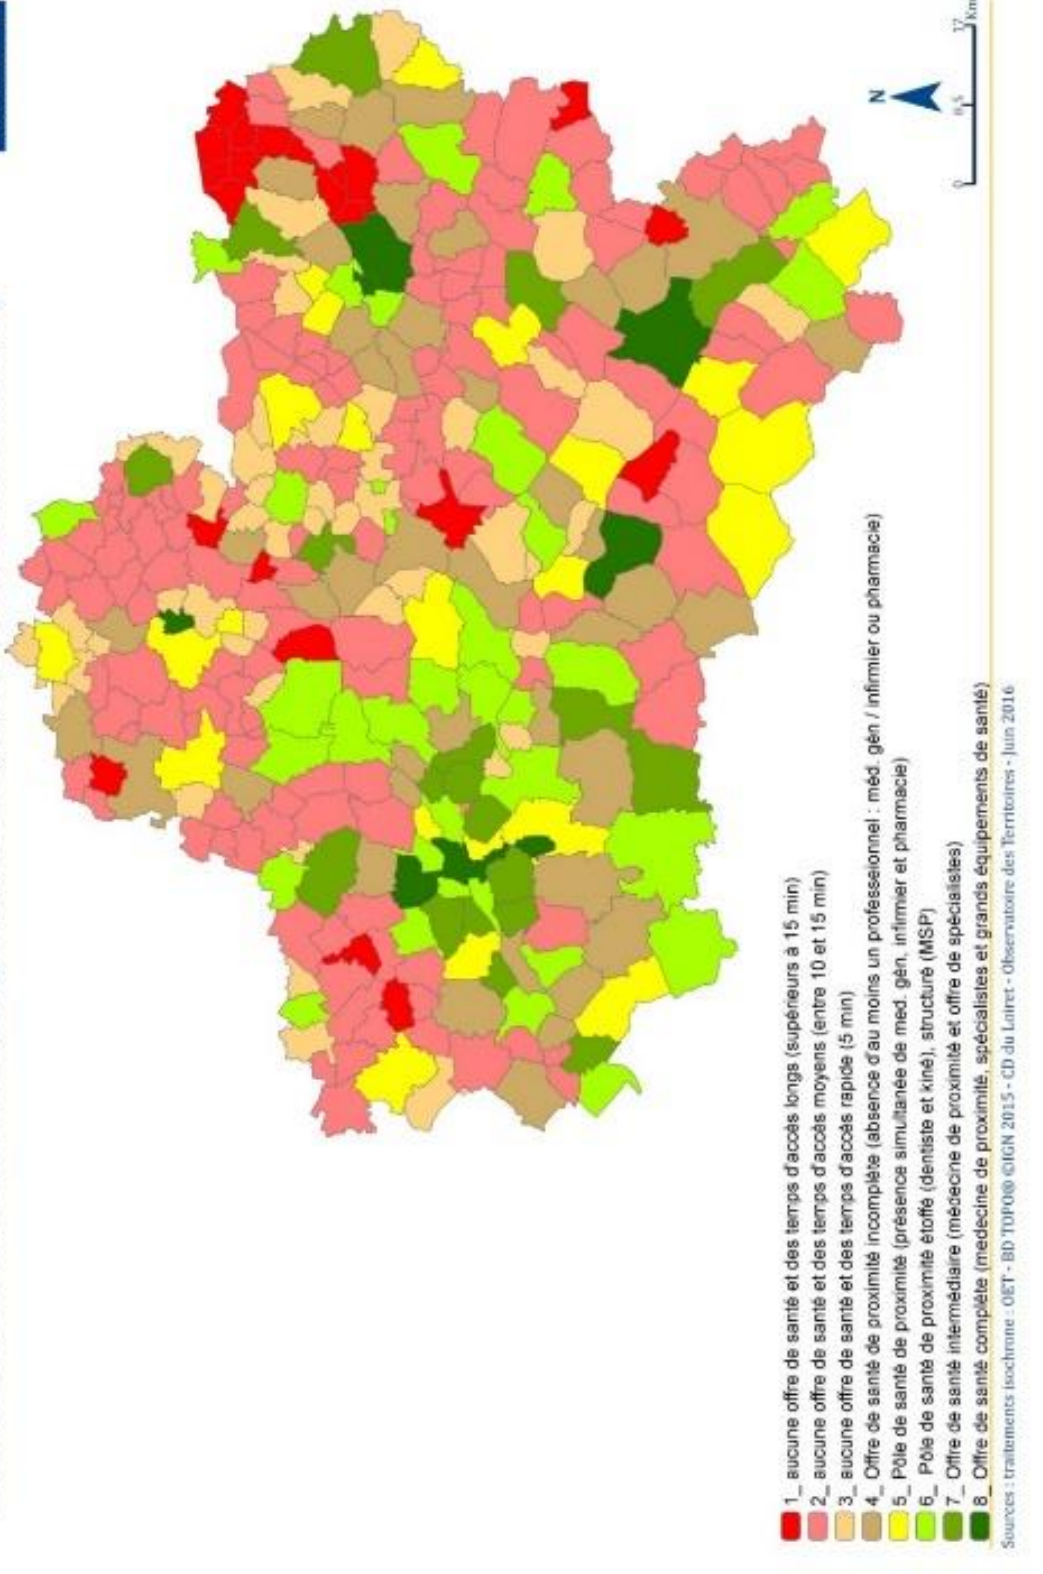 1_ aucune offre de santé et des temps d'accès longs (supérieurs à 15 min)
2_ aucune offre de santé et des temps d'accès moyens (entre 10 et 15 min)
3_ aucune offre de santé et des temps d'accès rapide (5 min)
4_ Offre de santé de proximité incomplète (absence d'au moins un professeionnel : méd. gén / infirmier ou pharmacie)
5_ Pôle de santé de proximité (présence simultanée de med. gén, infirmier et pharmacie)
6_ Pôle de santé de proximité étoffé (dentiste et kiné), structuré (MSP)
7_ Offre de santé intermédiaire (médecine de proximité et offre de spécialistes)
8_ Offre de santé complète (medecine de proximité, spécialistes et grands équipements de santé)
N
0 8,5 17
Km
Sources : traitements isochrone : OET - BD TOPO® ©IGN 2015 - CD du Loiret - Observatoire des Territoires - Juin 2016